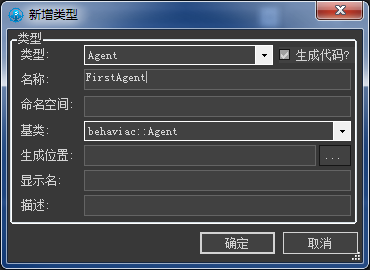 新增类型
类型
类型: Agent 生成代码?
名称: FirstAgent
命名空间:
基类: behaviac::Agent
生成位置: ...
显示名:
描述:
确定 取消